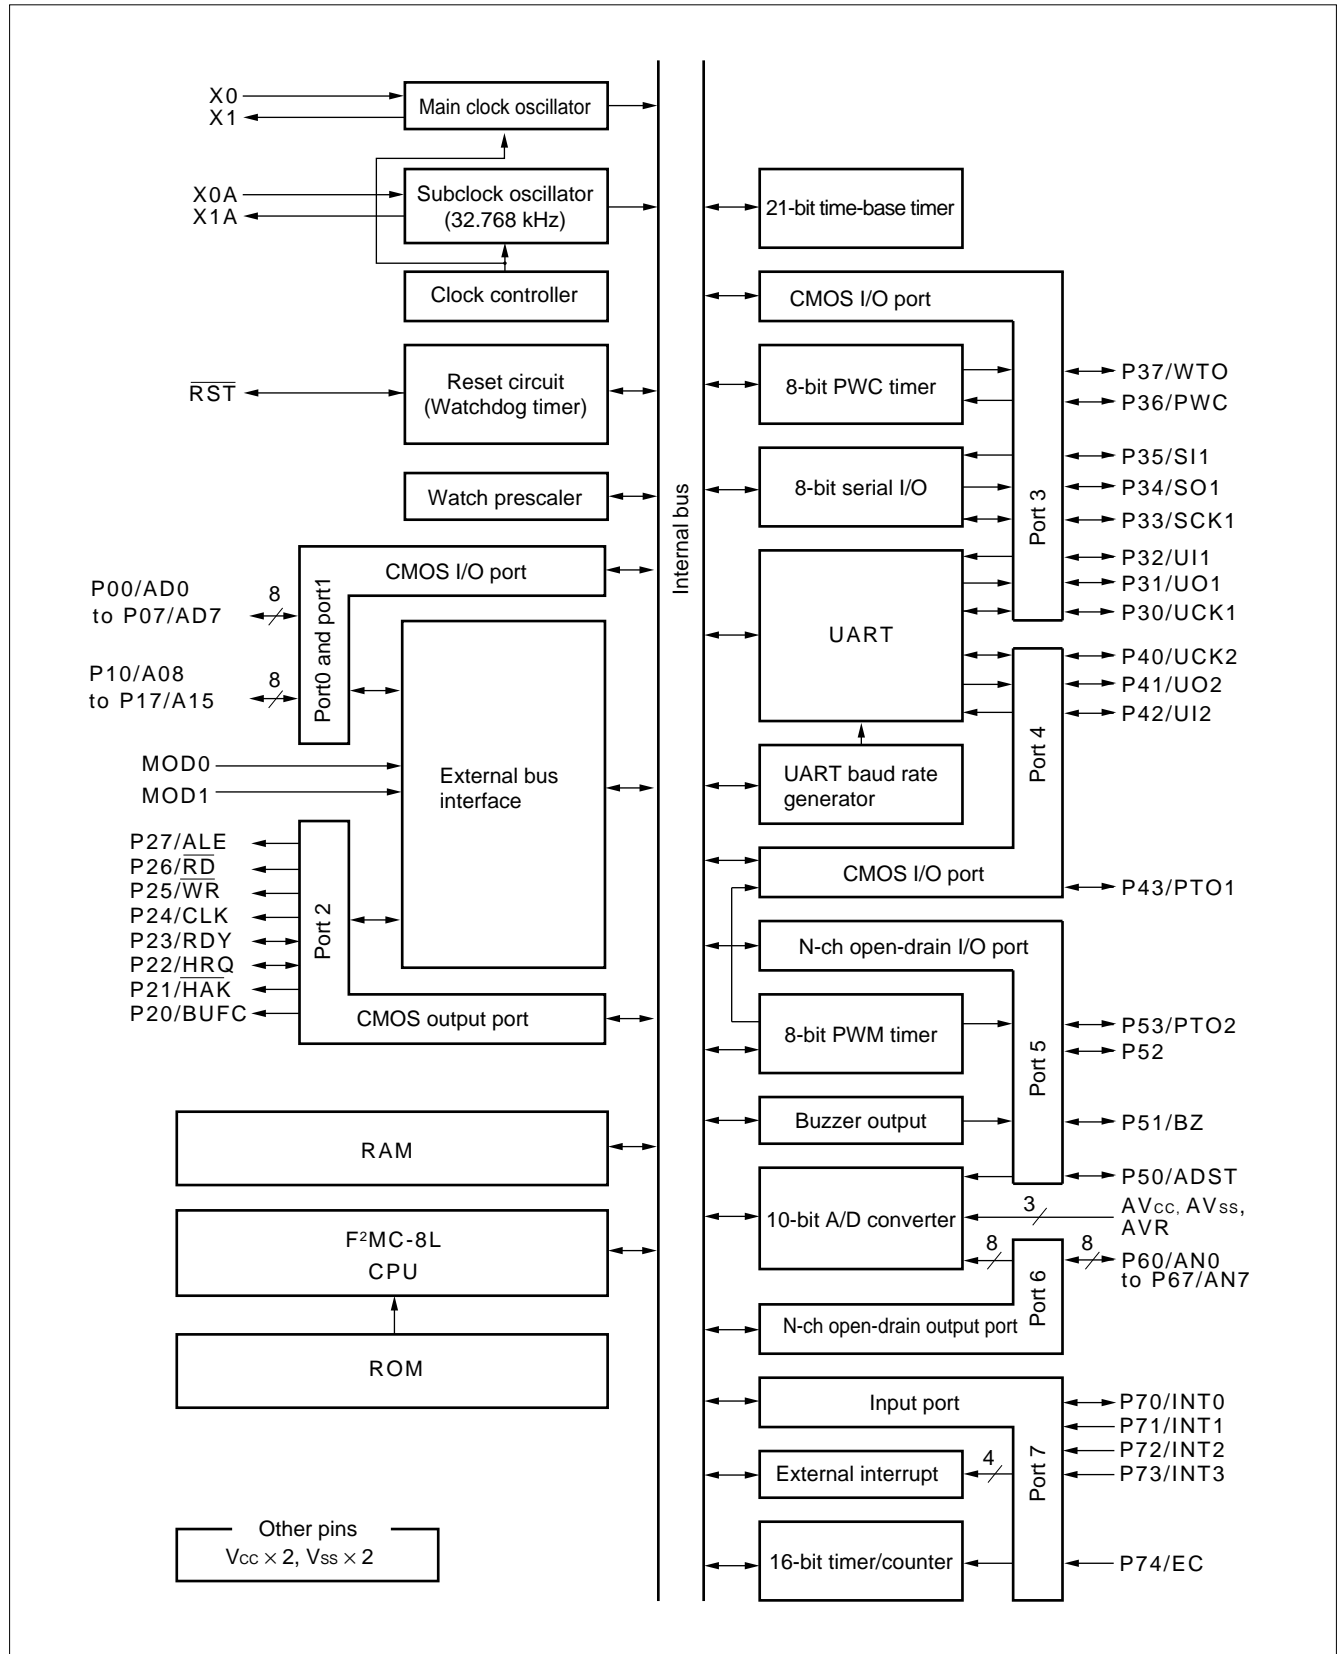 X0
X1
Main clock oscillator
X0A
X1A
Subclock oscillator
(32.768 kHz)
Clock controller
RST
Reset circuit
(Watchdog timer)
Watch prescaler
CMOS I/O port
Port0 and port1
P00/AD0
to P07/AD7
8
P10/A08
to P17/A15
8
MOD0
MOD1
External bus
interface
P27/ALE
P26/RD
P25/WR
P24/CLK
P23/RDY
P22/HRQ
P21/HAK
P20/BUFC
Port 2
CMOS output port
RAM
F²MC-8L
CPU
ROM
Other pins
Vcc × 2, Vss × 2
Internal bus
21-bit time-base timer
CMOS I/O port
Port 3
8-bit PWC timer
P37/WTO
P36/PWC
8-bit serial I/O
P35/SI1
P34/SO1
P33/SCK1
UART
P32/UI1
P31/UO1
P30/UCK1
P40/UCK2
P41/UO2
P42/UI2
Port 4
UART baud rate
generator
CMOS I/O port
P43/PTO1
N-ch open-drain I/O port
Port 5
8-bit PWM timer
P53/PTO2
P52
Buzzer output
P51/BZ
P50/ADST
10-bit A/D converter
3
AVcc, AVss,
AVR
8
8
P60/AN0
to P67/AN7
Port 6
N-ch open-drain output port
Input port
Port 7
P70/INT0
P71/INT1
P72/INT2
P73/INT3
External interrupt
4
16-bit timer/counter
P74/EC